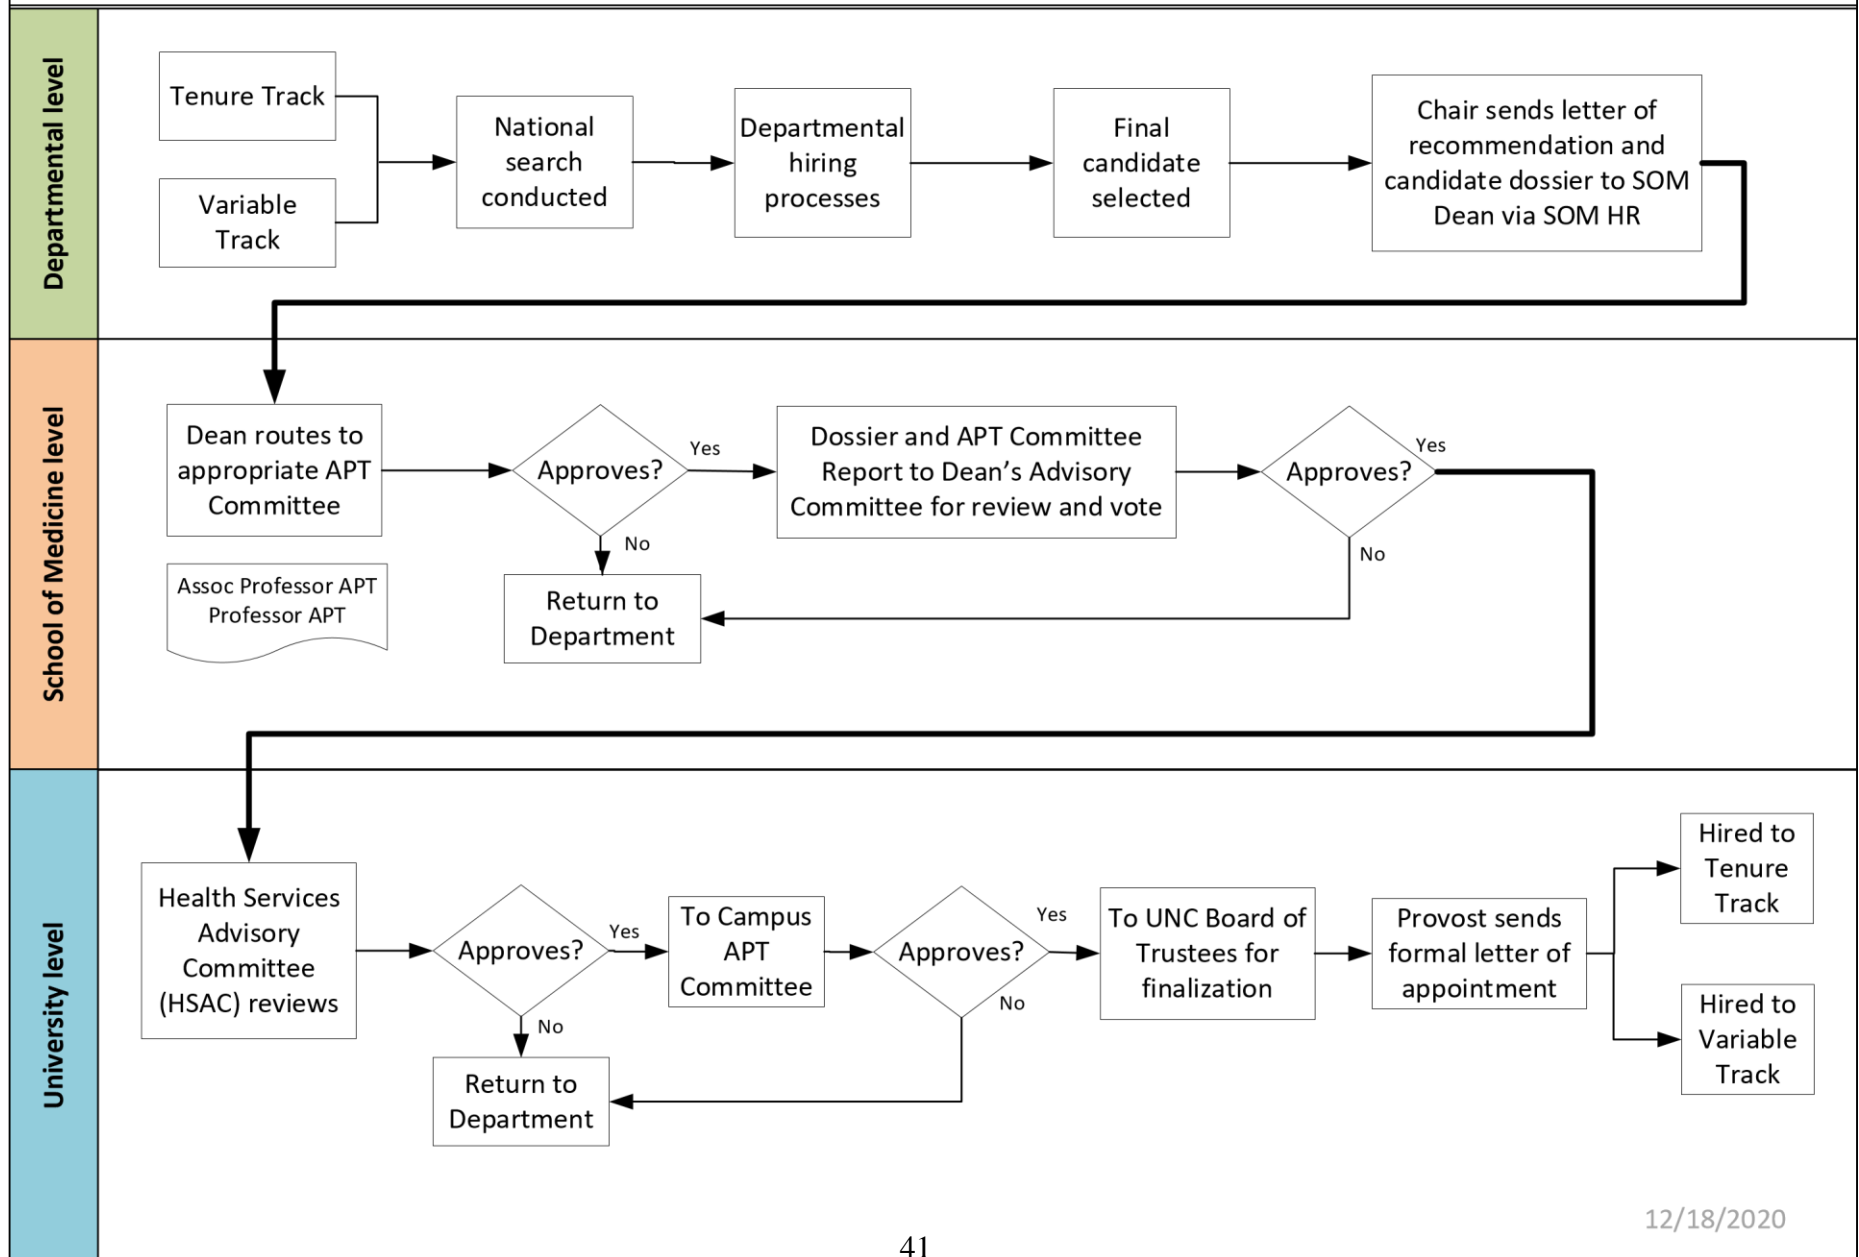 Departmental level
Tenure Track
Variable
Track
National
search
conducted
Departmental
hiring
processes
Final
candidate
selected
Chair sends letter of
recommendation and
candidate dossier to SOM
Dean via SOM HR
School of Medicine level
Dean routes to
appropriate APT
Committee
Assoc Professor APT
Professor APT
Approves?
Yes
No
Return to
Department
Dossier and APT Committee
Report to Dean’s Advisory
Committee for review and vote
Approves?
Yes
No
University level
Health Services
Advisory
Committee
(HSAC) reviews
Approves?
Yes
No
Return to
Department
To Campus
APT
Committee
Approves?
Yes
No
To UNC Board of
Trustees for
finalization
Provost sends
formal letter of
appointment
Hired to
Tenure
Track
Hired to
Variable
Track
12/18/2020
41